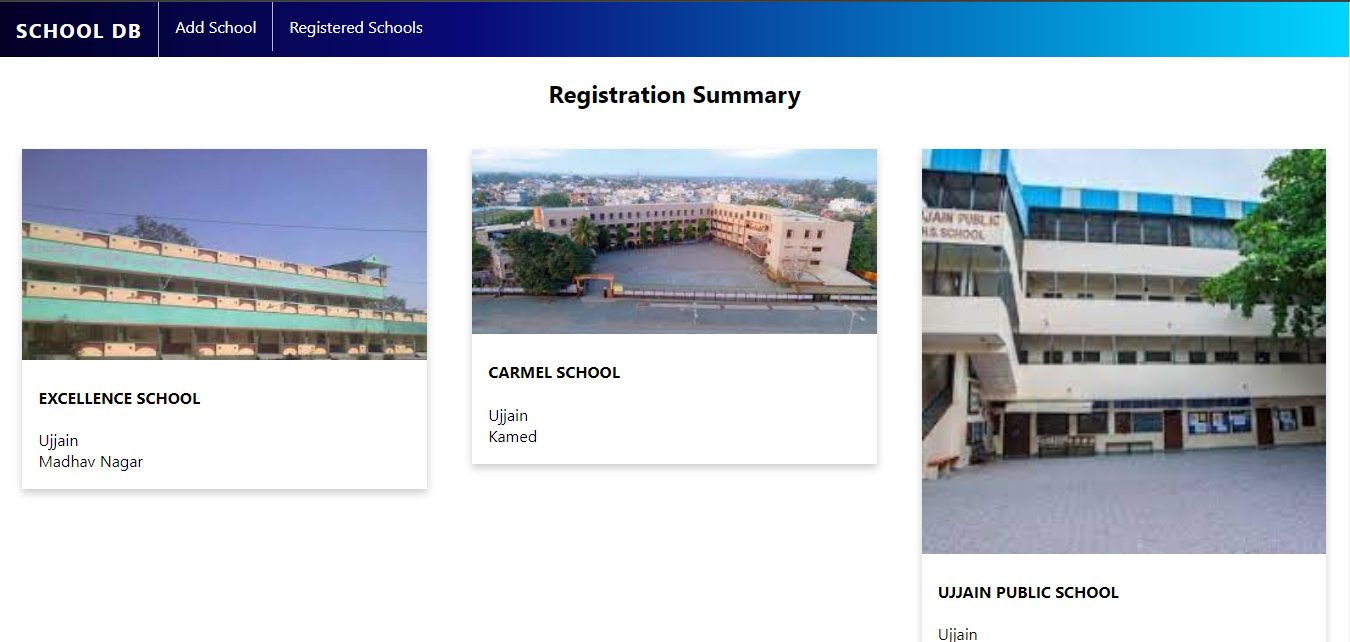 SCHOOL DB
Add School
Registered Schools
Registration Summary
EXCELLENCE SCHOOL
Ujjain
Madhav Nagar
CARMEL SCHOOL
Ujjain
Kamed
UJJAIN PUBLIC
H.S. SCHOOL
UJJAIN PUBLIC SCHOOL
Ujjain